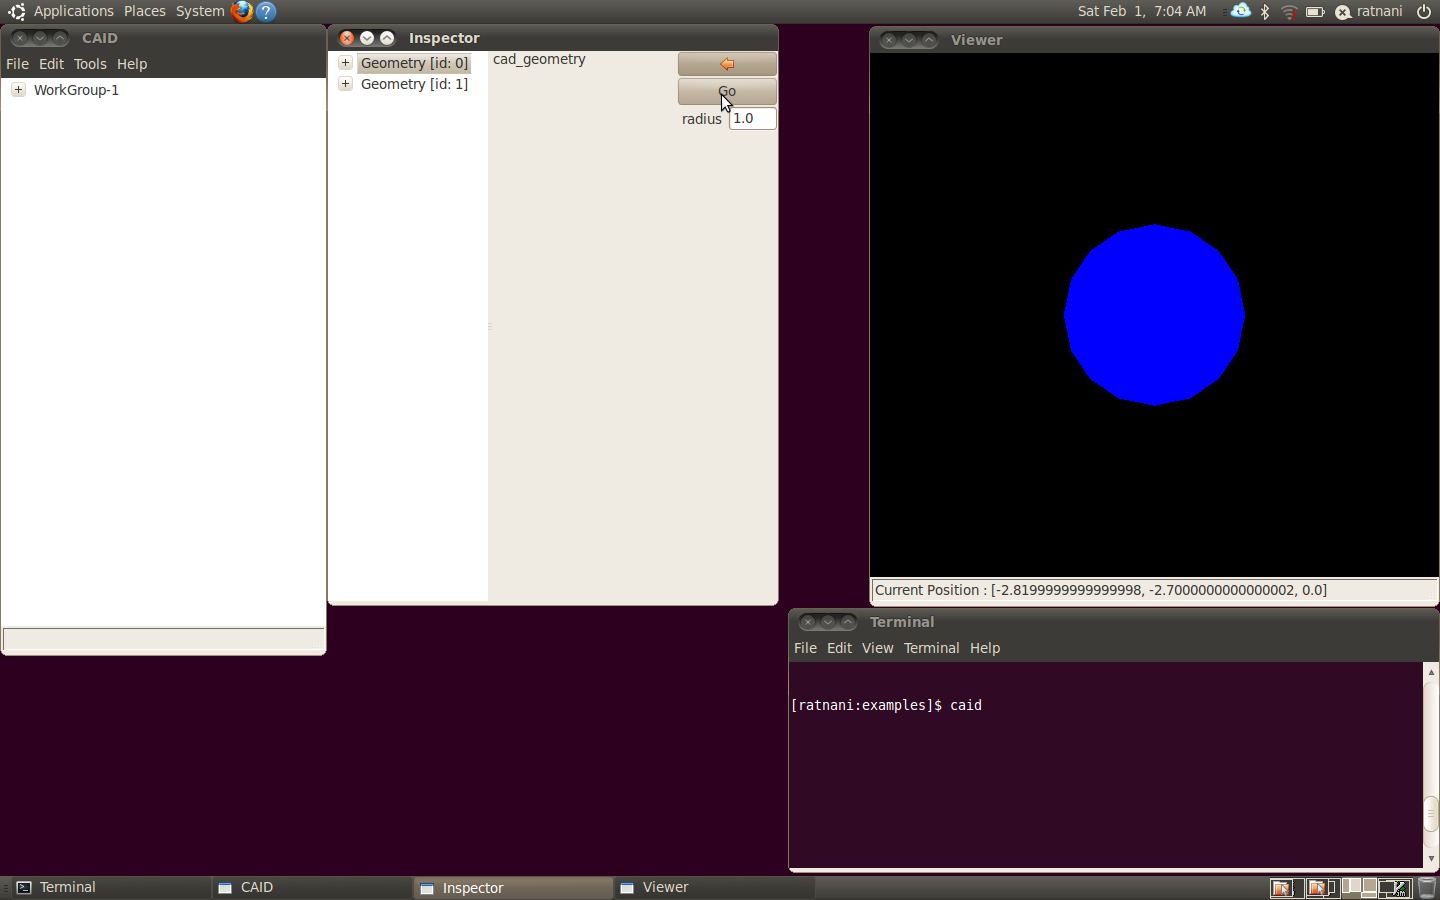 Applications Places System
Sat Feb 1, 7:04 AM
ratnani
CAID
File Edit Tools Help
WorkGroup-1
Inspector
Geometry [id: 0]
Geometry [id: 1]
cad_geometry
Go
radius 1.0
Viewer
Current Position : [-2.8199999999999998, -2.7000000000000002, 0.0]
Terminal
File Edit View Terminal Help
[ratnani:examples]$ caid
Terminal
CAID
Inspector
Viewer